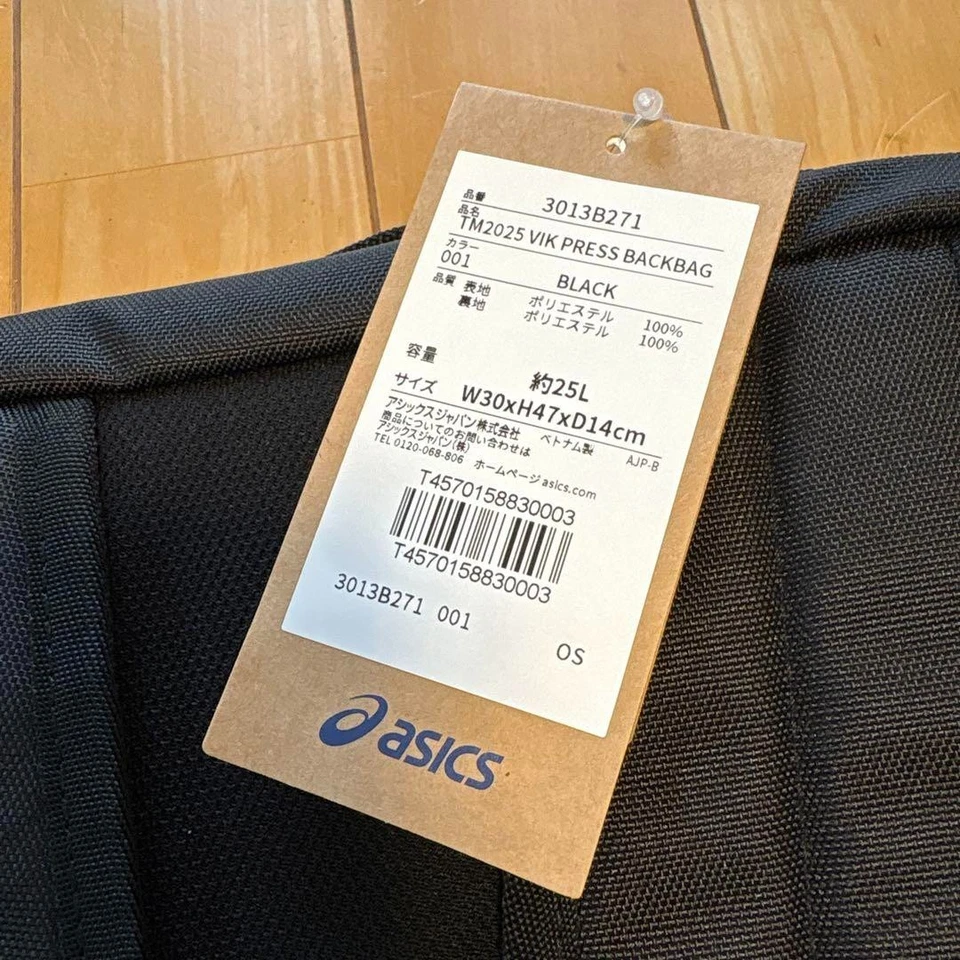 品番 3013B271
品名
TM2025 VIK PRESS BACKBAG
カラー
001 BLACK
品質 表地 ポリエステル 100%
裏地 ポリエステル 100%
容量 約25L
サイズ W30xH47xD14cm
アシックスジャパン株式会社 ベトナム製 AJP-B
商品についてのお問い合わせは
アシックスジャパン(株)
TEL 0120-068-806 ホームページasics.com
T4570158830003
T4570158830003
3013B271 001
OS
asics